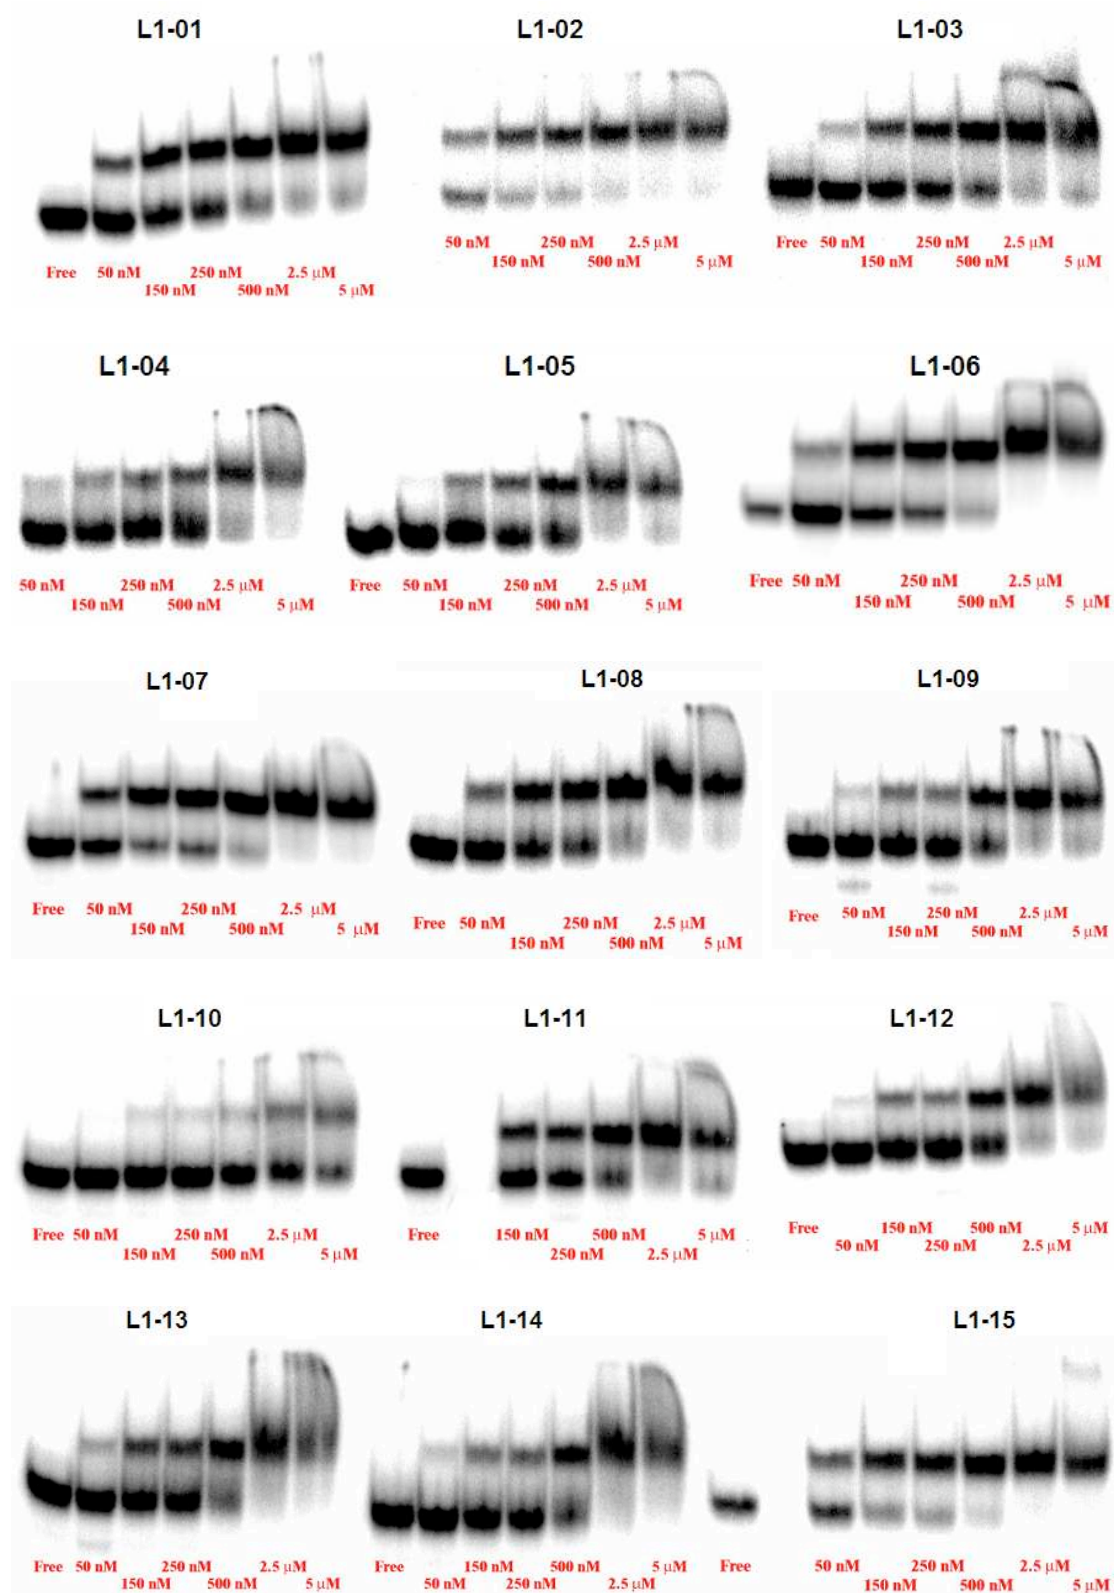 L1-01 L1-02 L1-03
50 nM 250 nM 2.5 μM Free 50 nM 250 nM 2.5 μM
150 nM 500 nM 5 μM 150 nM 500 nM 5 μM
Free 50 nM 250 nM 2.5 μM
150 nM 500 nM 5 μM
L1-04 L1-05 L1-06
50 nM 250 nM 2.5 μM Free 50 nM 250 nM 2.5 μM Free 50 nM 250 nM 2.5 μM
150 nM 500 nM 5 μM 150 nM 500 nM 5 μM 150 nM 500 nM 5 μM
L1-07 L1-08 L1-09
Free 50 nM 250 nM 2.5 μM Free 50 nM 250 nM 2.5 μM Free 50 nM 250 nM 2.5 μM
150 nM 500 nM 5 μM 150 nM 500 nM 5 μM 150 nM 500 nM 5 μM
L1-10 L1-11 L1-12
Free 50 nM 250 nM 2.5 μM Free 150 nM 500 nM 5 μM Free 150 nM 500 nM 5 μM
150 nM 500 nM 5 μM 250 nM 2.5 μM 50 nM 250 nM 2.5 μM
L1-13 L1-14 L1-15
Free 50 nM 250 nM 2.5 μM Free 150 nM 500 nM 5 μM Free 50 nM 250 nM 2.5 μM
150 nM 500 nM 5 μM 50 nM 250 nM 2.5 μM 150 nM 500 nM 5 μM